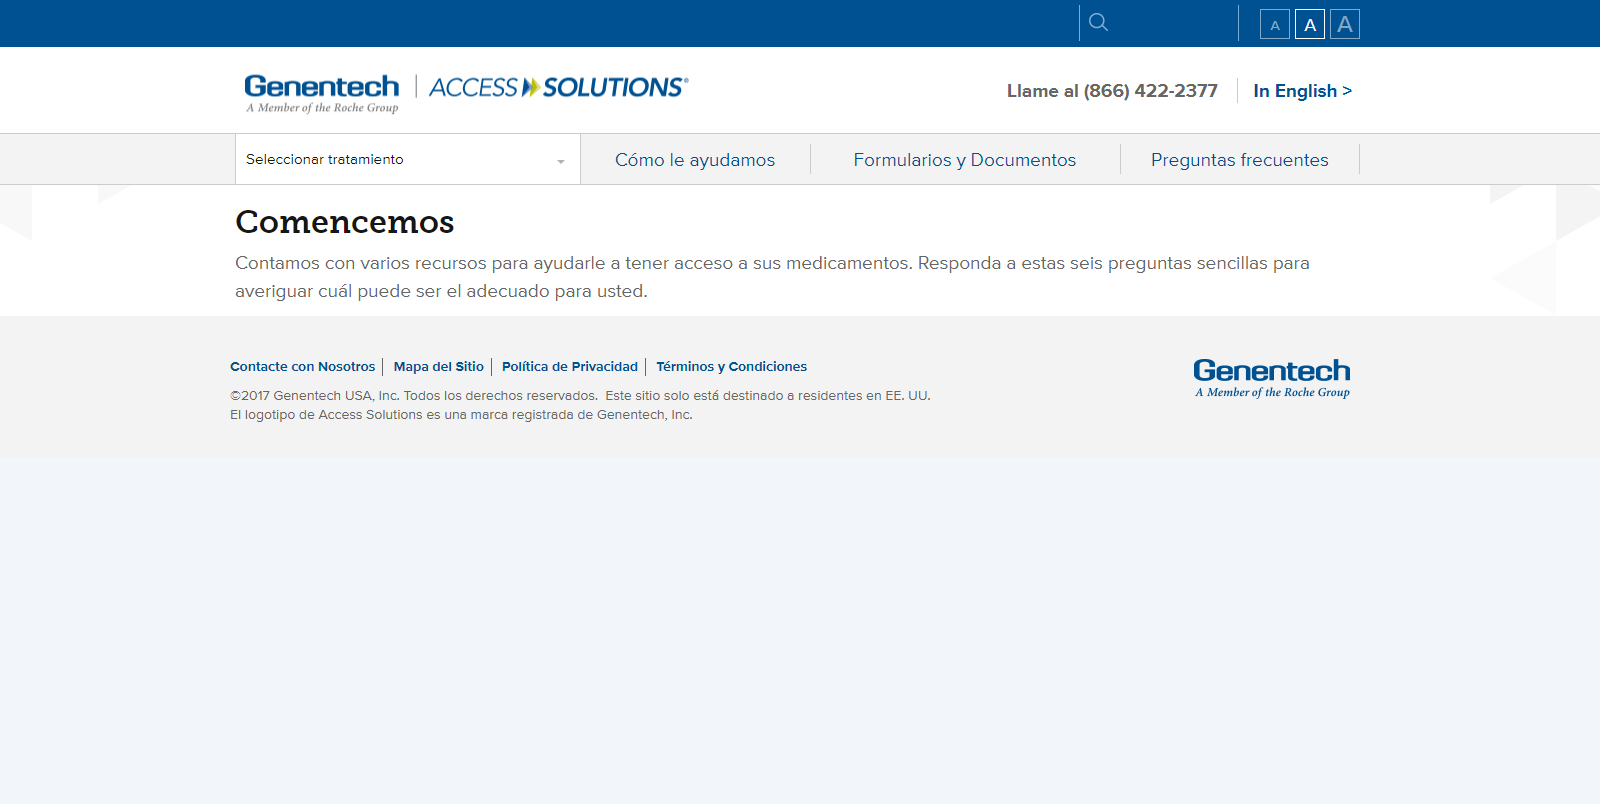 A A A
Genentech
A Member of the Roche Group
ACCESS SOLUTIONS®
Llame al (866) 422-2377
In English >
Seleccionar tratamiento
Cómo le ayudamos
Formularios y Documentos
Preguntas frecuentes
Comencemos
Contamos con varios recursos para ayudarle a tener acceso a sus medicamentos. Responda a estas seis preguntas sencillas para
averiguar cuál puede ser el adecuado para usted.
Contacte con Nosotros
Mapa del Sitio
Política de Privacidad
Términos y Condiciones
©2017 Genentech USA, Inc. Todos los derechos reservados.  Este sitio solo está destinado a residentes en EE. UU.
El logotipo de Access Solutions es una marca registrada de Genentech, Inc.
Genentech
A Member of the Roche Group